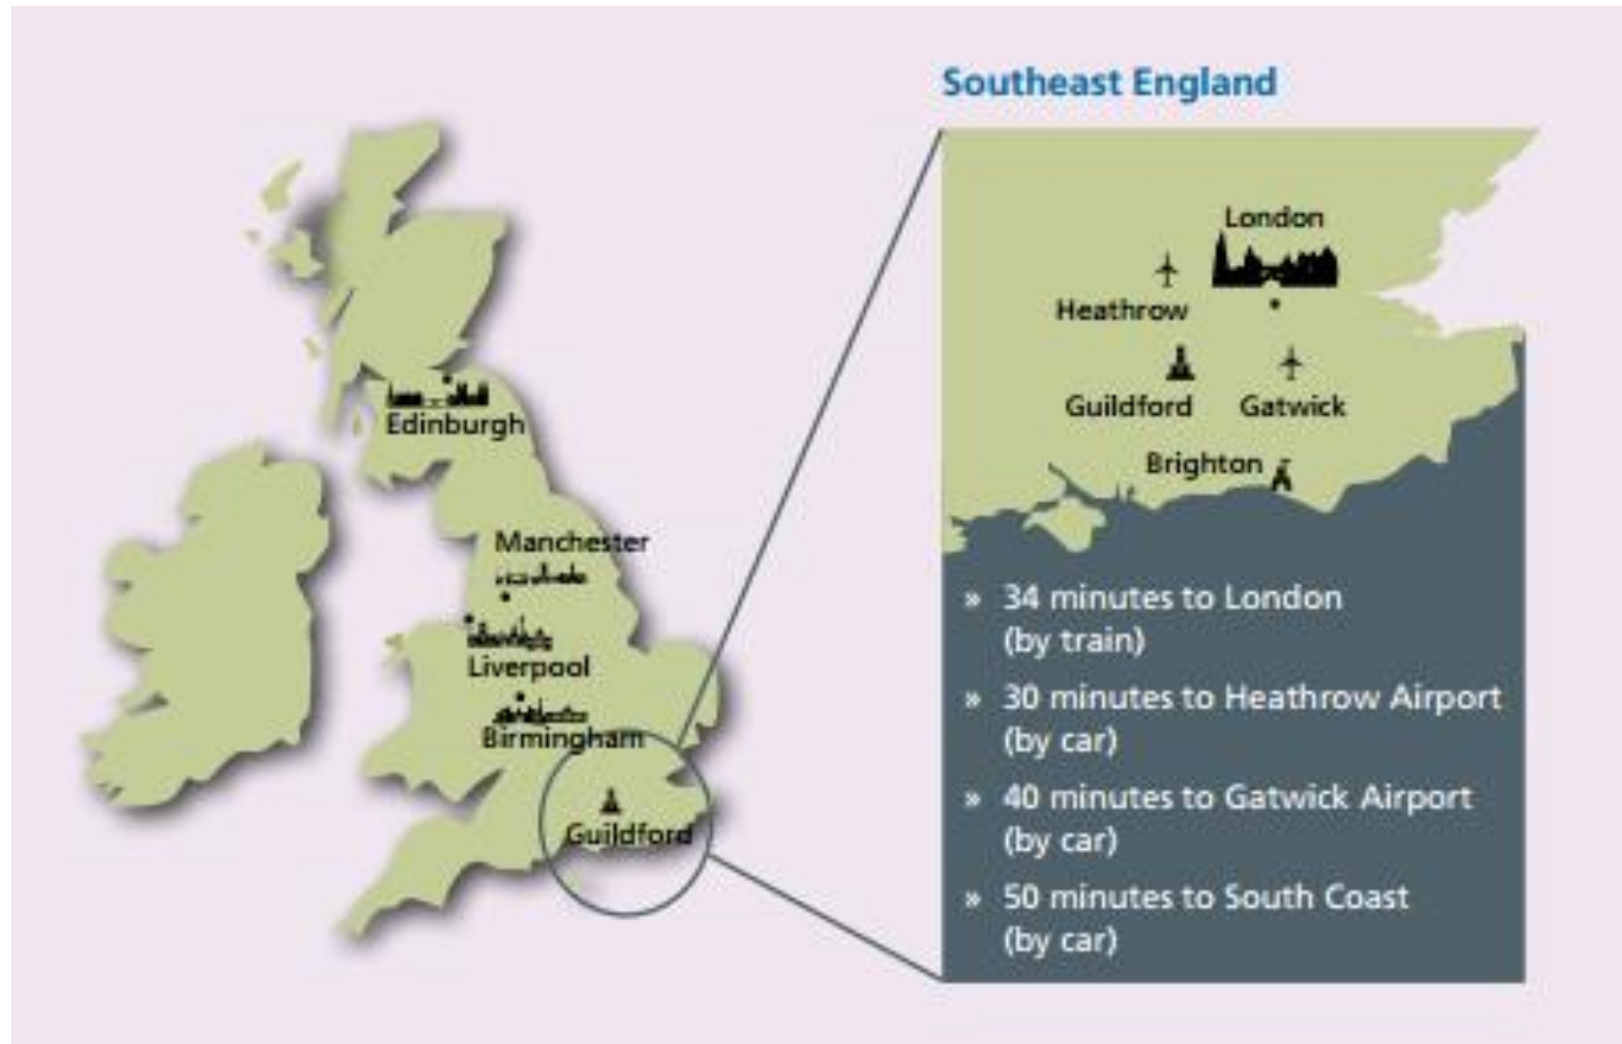 Southeast England
London
Heathrow
Guildford
Gatwick
Brighton
Edinburgh
Manchester
Liverpool
Birmingham
Guildford
» 34 minutes to London
(by train)
» 30 minutes to Heathrow Airport
(by car)
» 40 minutes to Gatwick Airport
(by car)
» 50 minutes to South Coast
(by car)